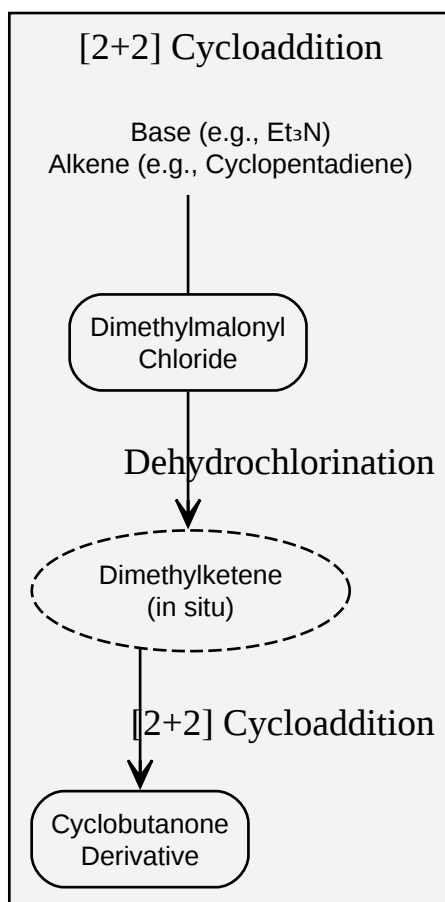 [2+2] Cycloaddition
Base (e.g., Et₃N)
Alkene (e.g., Cyclopentadiene)
Dimethylmalonyl
Chloride
Dehydrochlorination
Dimethylketene
(in situ)
[2+2] Cycloaddition
Cyclobutanone
Derivative